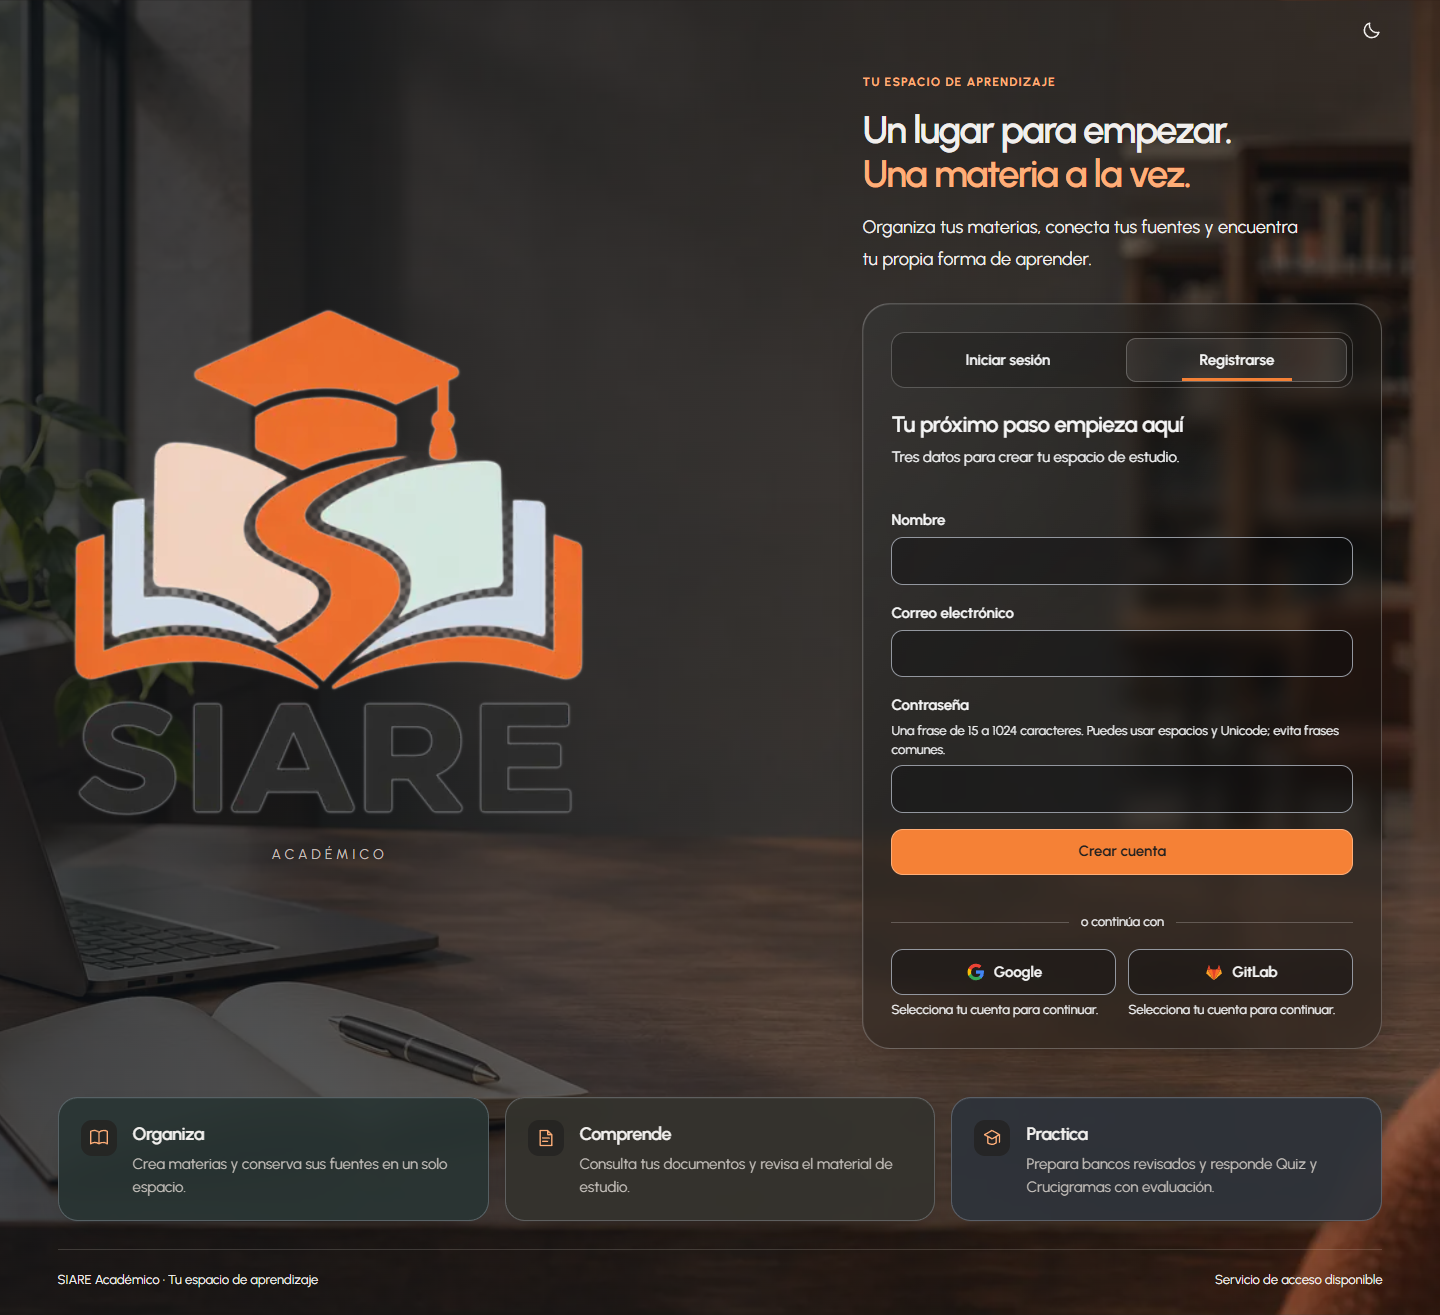 TU ESPACIO DE APRENDIZAJE
Un lugar para empezar.
Una materia a la vez.
Organiza tus materias, conecta tus fuentes y encuentra
tu propia forma de aprender.
SIARE
ACADÉMICO
Iniciar sesión
Registrarse
Tu próximo paso empieza aquí
Tres datos para crear tu espacio de estudio.
Nombre
Correo electrónico
Contraseña
Una frase de 15 a 1024 caracteres. Puedes usar espacios y Unicode; evita frases
comunes.
Crear cuenta
o continúa con
Google
GitLab
Selecciona tu cuenta para continuar.
Selecciona tu cuenta para continuar.
Organiza
Crea materias y conserva sus fuentes en un solo
espacio.
Comprende
Consulta tus documentos y revisa el material de
estudio.
Practica
Prepara bancos revisados y responde Quiz y
Crucigramas con evaluación.
SIARE Académico · Tu espacio de aprendizaje
Servicio de acceso disponible